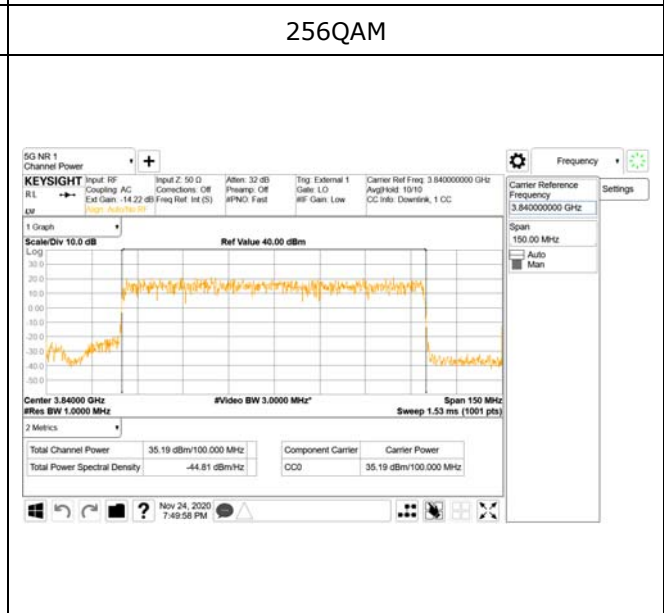 256QAM
5G NR 1
Channel Power
+
Frequency
Settings
KEYSIGHT
RL
Input: RF
Coupling: AC
Ext Gain: -14.22 dB
Align: Auto/No RF
Input Z: 50 Ω
Corrections: Off
Freq Ref: Int (S)
Atten: 32 dB
Preamp: Off
#PNO: Fast
Trig: External 1
Gate: LO
#IF Gain: Low
Carrier Ref Freq: 3.840000000 GHz
Avg|Hold: 10/10
CC Info: Downlink, 1 CC
Carrier Reference
Frequency
3.840000000 GHz
Span
150.00 MHz
Auto
Man
1 Graph
Scale/Div 10.0 dB
Ref Value 40.00 dBm
Log
30.0
20.0
10.0
0.00
-10.0
-20.0
-30.0
-40.0
-50.0
Center 3.84000 GHz
#Video BW 3.0000 MHz*
Span 150 MHz
#Res BW 1.0000 MHz
Sweep 1.53 ms (1001 pts)
2 Metrics
Total Channel Power 35.19 dBm/100.000 MHz
Total Power Spectral Density -44.81 dBm/Hz
Component Carrier Carrier Power
CC0 35.19 dBm/100.000 MHz
?
Nov 24, 2020
7:49:58 PM